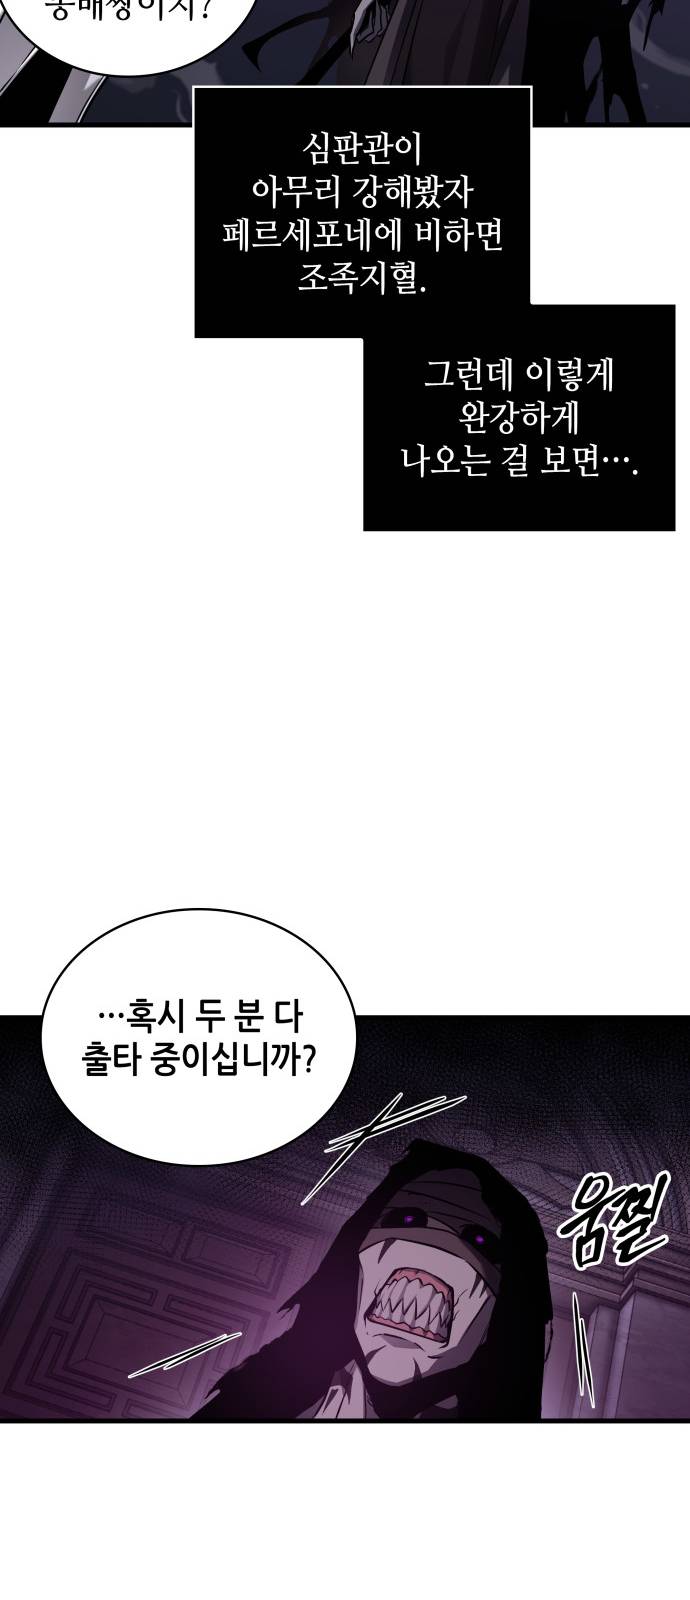 심판관이
아무리 강해봤자
페르세포네에 비하면
조족지혈.
그런데 이렇게
완강하게
나오는 걸 보면….
…혹시 두 분 다
출타 중이십니까?
움찔